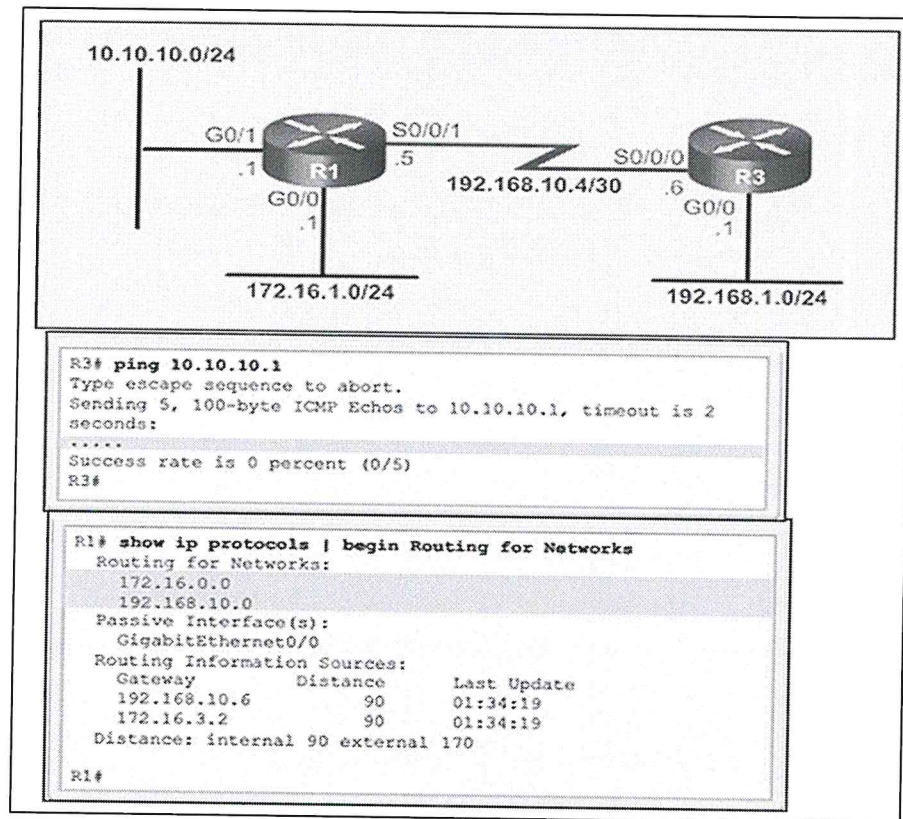 10.10.10.0/24
G0/1
.1
R1
S0/0/1
.5
G0/0
.1
172.16.1.0/24
192.168.10.4/30
S0/0/0
.6
R3
G0/0
.1
192.168.1.0/24
R3# ping 10.10.10.1
Type escape sequence to abort.
Sending 5, 100-byte ICMP Echos to 10.10.10.1, timeout is 2
seconds:
.....
Success rate is 0 percent (0/5)
R3#
R1# show ip protocols | begin Routing for Networks
Routing for Networks:
172.16.0.0
192.168.10.0
Passive Interface(s):
GigabitEthernet0/0
Routing Information Sources:
Gateway Distance Last Update
192.168.10.6 90 01:34:19
172.16.3.2 90 01:34:19
Distance: internal 90 external 170
R1#